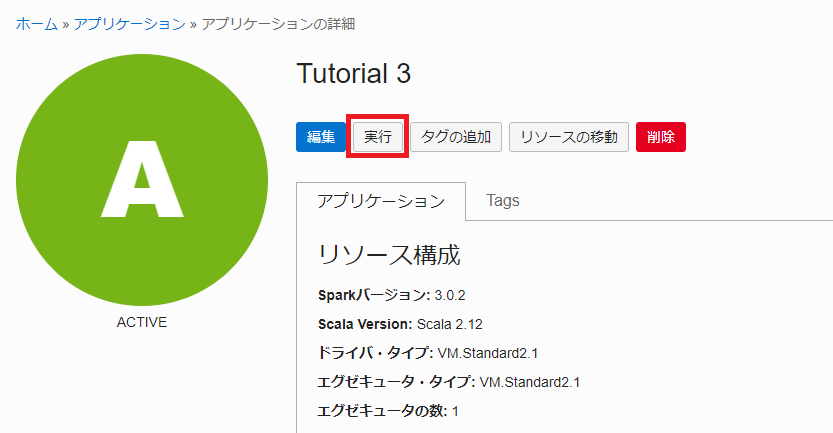 ホーム » アプリケーション » アプリケーションの詳細
A
ACTIVE
Tutorial 3
編集 実行 タグの追加 リソースの移動 削除
アプリケーション Tags
リソース構成
Sparkバージョン: 3.0.2
Scala Version: Scala 2.12
ドライバ・タイプ: VM.Standard2.1
エグゼキュータ・タイプ: VM.Standard2.1
エグゼキュータの数: 1